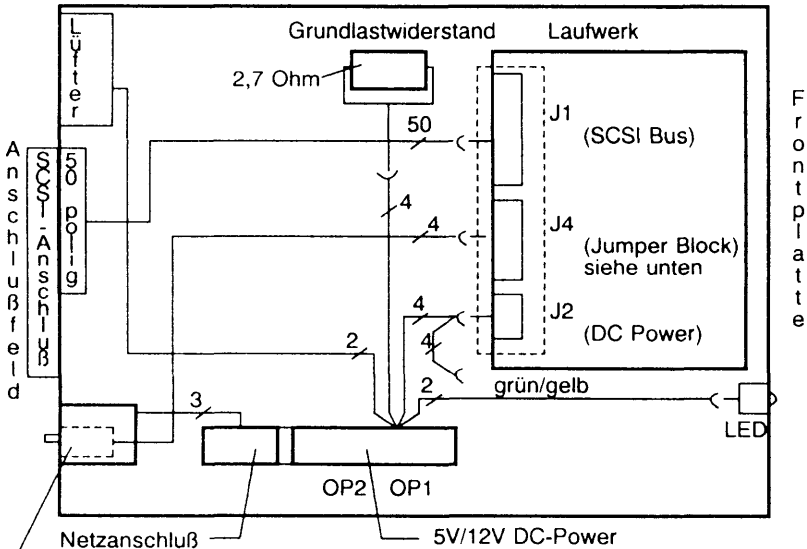 Lüfter
Grundlastwiderstand
Laufwerk
2,7 Ohm
Frontplatte
Anschlußfeld
SCSI-Anschluß
50 polig
50
J1
(SCSI Bus)
4
4
J4
(Jumper Block)
siehe unten
4
J2
(DC Power)
4
2
2
grün/gelb
3
LED
OP2
OP1
Netzanschluß
5V/12V DC-Power